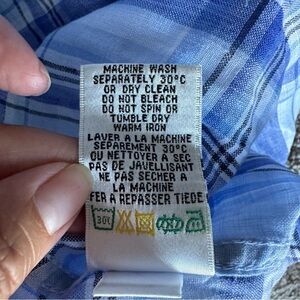 MACHINE WASH
SEPARATELY 30°C
OR DRY CLEAN
DO NOT BLEACH
DO NOT SPIN OR
TUMBLE DRY
WARM IRON
LAVER A LA MACHINE
SEPAREMENT 30°C
OU NETTOYER A SEC
PAS DE JAVELLISANT
NE PAS SECHER A
LA MACHINE
FER A REPASSER TIEDE
30C